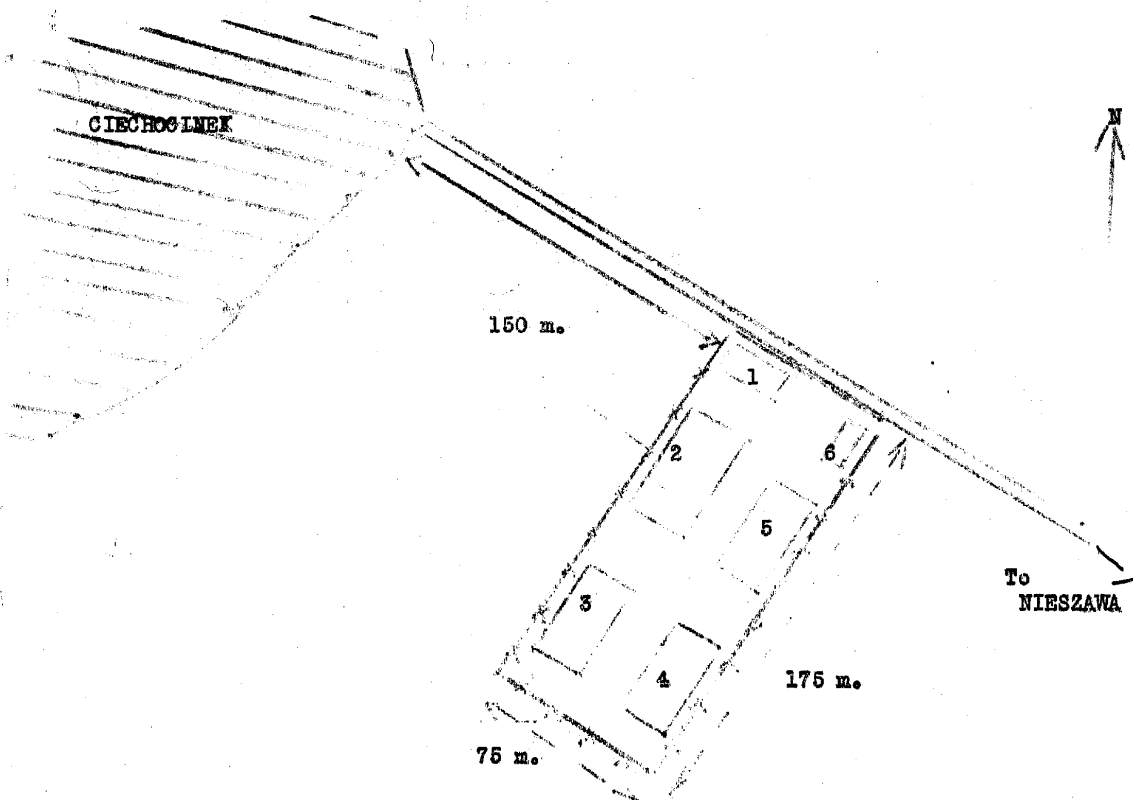 CIECHOCINEK
N
150 m.
1
2
6
5
3
4
To
NIESZAWA
175 m.
75 m.